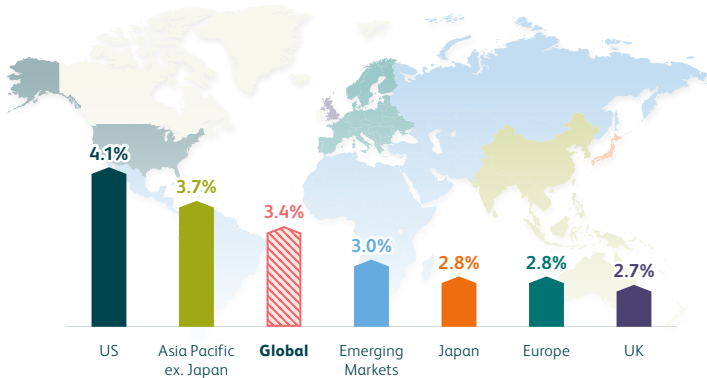 4.1%
3.7%
3.4%
3.0%
2.8%
2.8%
2.7%
US
Asia Pacific
ex. Japan
Global
Emerging
Markets
Japan
Europe
UK